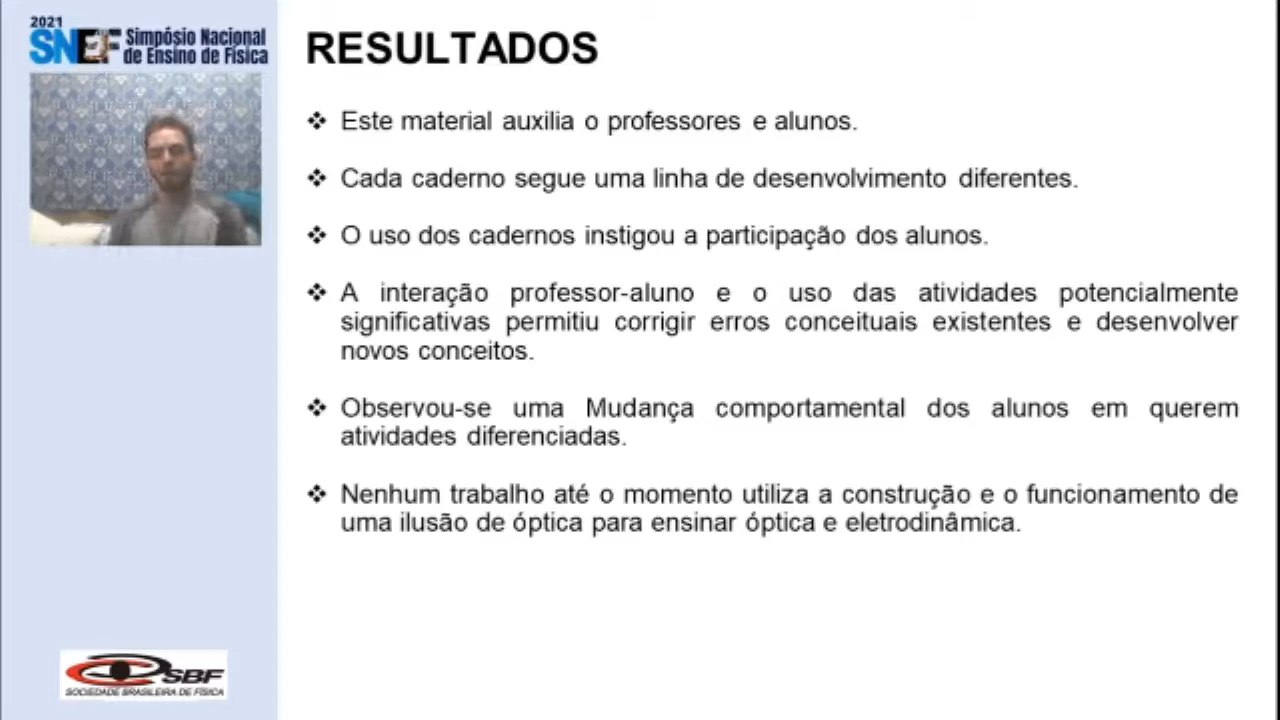 2021
SNEF Simpósio Nacional
de Ensino de Física
RESULTADOS
❖ Este material auxilia o professores e alunos.
❖ Cada caderno segue uma linha de desenvolvimento diferentes.
❖ O uso dos cadernos instigou a participação dos alunos.
❖ A interação professor-aluno e o uso das atividades potencialmente
significativas permitiu corrigir erros conceituais existentes e desenvolver
novos conceitos.
❖ Observou-se uma Mudança comportamental dos alunos em querem
atividades diferenciadas.
❖ Nenhum trabalho até o momento utiliza a construção e o funcionamento de
uma ilusão de óptica para ensinar óptica e eletrodinâmica.
SBF
SOCIEDADE BRASILEIRA DE FÍSICA